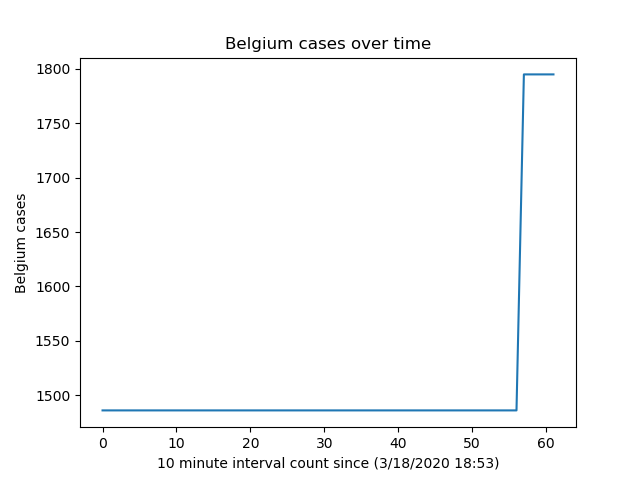 Belgium cases over time
1800
1750
1700
1650
1600
1550
1500
Belgium cases
0 10 20 30 40 50 60
10 minute interval count since (3/18/2020 18:53)